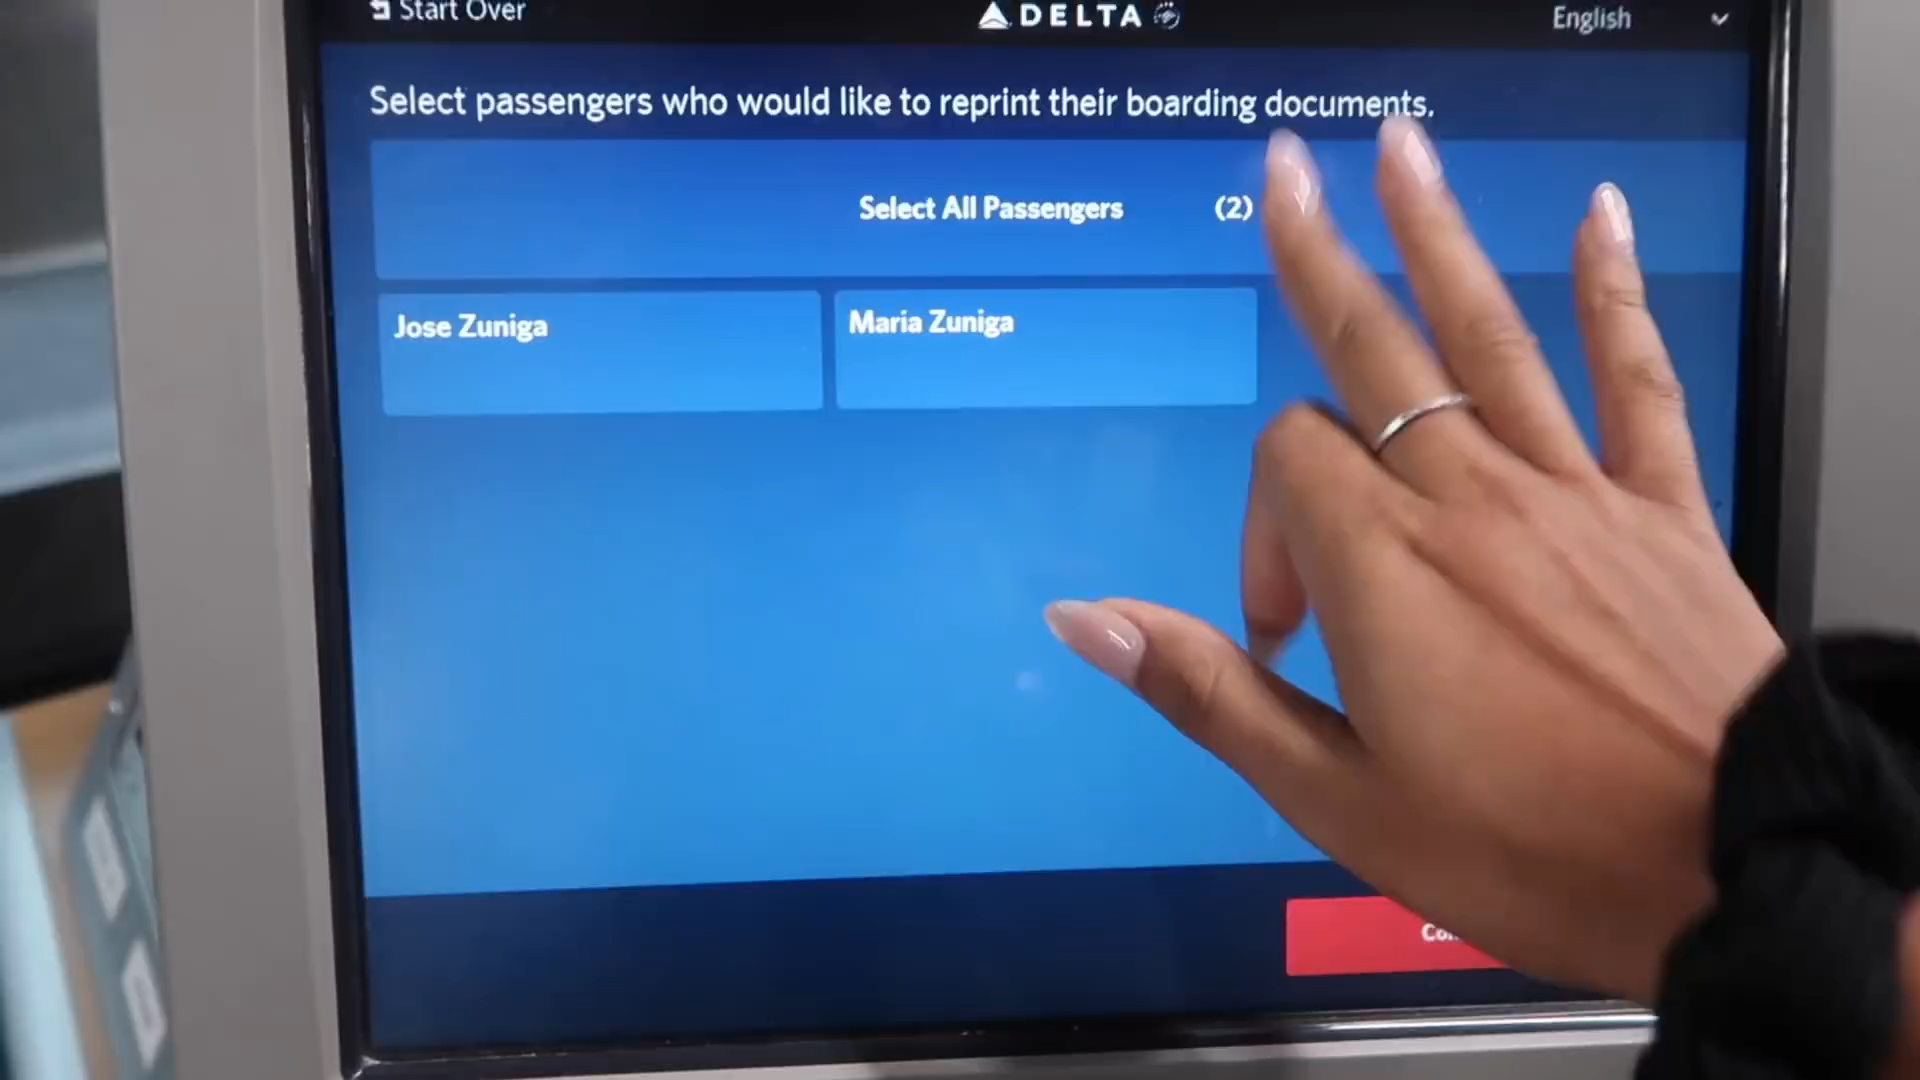 Start Over
DELTA
English
Select passengers who would like to reprint their boarding documents.
Select All Passengers (2)
Jose Zuniga
Maria Zuniga